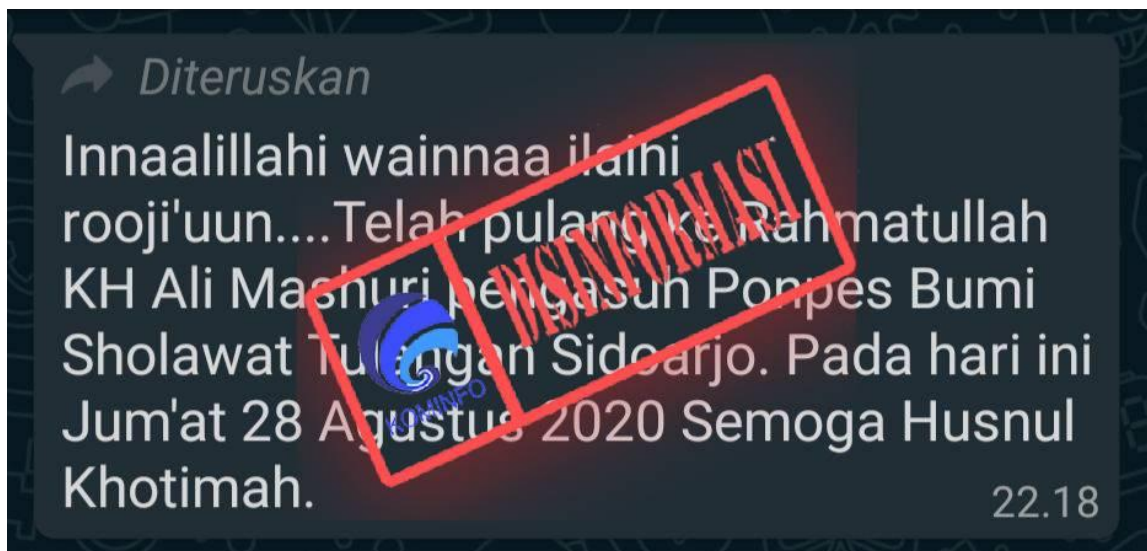 Diteruskan
Innaalillahi wainnaa ilaihi
rooji'uun....Telah pulang ke Rahmatullah
KH Ali Mashuri pengasuh Ponpes Bumi
Sholawat Tulangan Sidoarjo. Pada hari ini
Jum'at 28 Agustus 2020 Semoga Husnul
Khotimah.
22.18
DISINFORMASI
KOMINFO